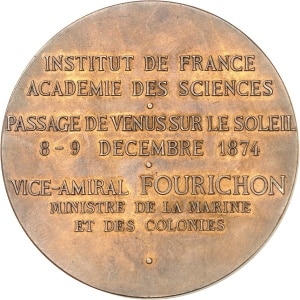 INSTITUT DE FRANCE
ACADEMIE DES SCIENCES
PASSAGE DE VENUS SUR LE SOLEIL
8-9 DECEMBRE 1874
VICE-AMIRAL FOURICHON
MINISTRE DE LA MARINE
ET DES COLONIES